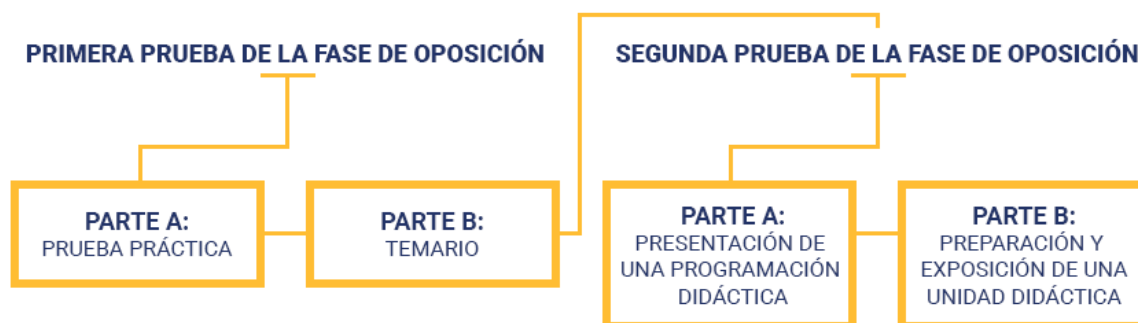 PRIMERA PRUEBA DE LA FASE DE OPOSICIÓN
PARTE A:
PRUEBA PRÁCTICA
PARTE B:
TEMARIO
SEGUNDA PRUEBA DE LA FASE DE OPOSICIÓN
PARTE A:
PRESENTACIÓN DE
UNA PROGRAMACIÓN
DIDÁCTICA
PARTE B:
PREPARACIÓN Y
EXPOSICIÓN DE UNA
UNIDAD DIDÁCTICA